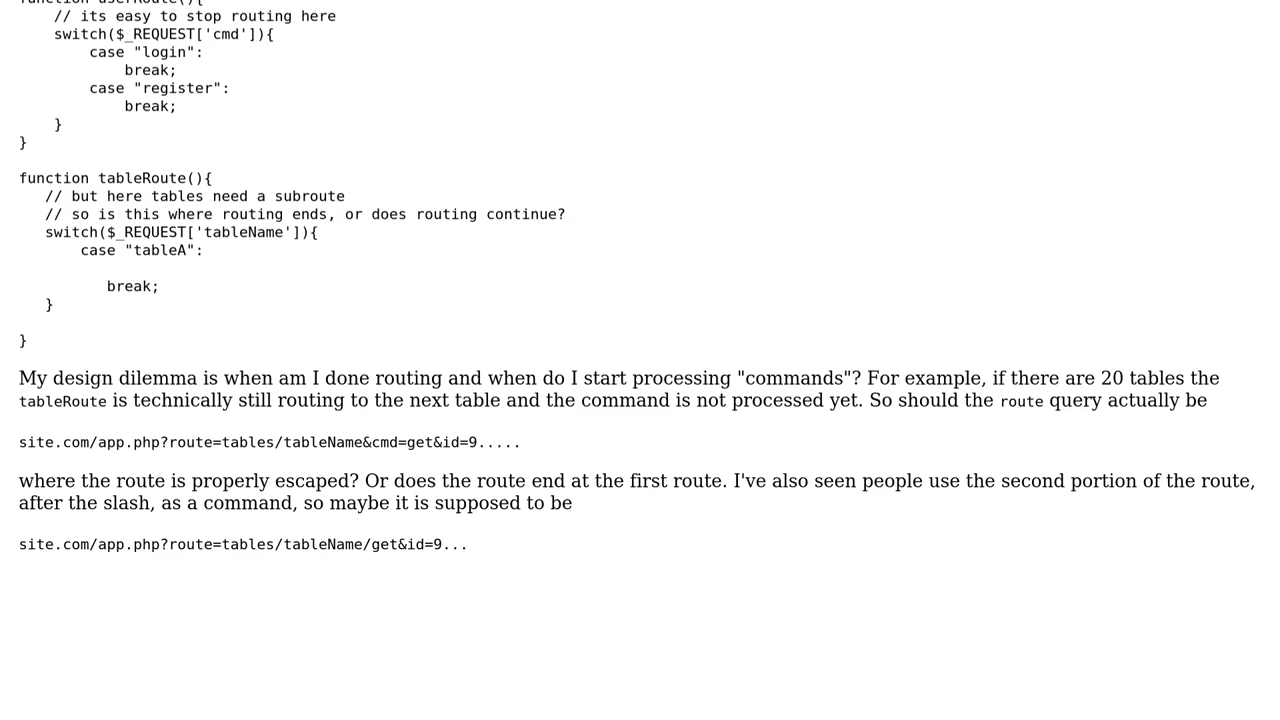 function userRoute(){
    // its easy to stop routing here
    switch($_REQUEST['cmd']){
        case "login":
            break;
        case "register":
            break;
    }
}
function tableRoute(){
   // but here tables need a subroute
   // so is this where routing ends, or does routing continue?
   switch($_REQUEST['tableName']){
       case "tableA":
          break;
   }
}
My design dilemma is when am I done routing and when do I start processing "commands"? For example, if there are 20 tables the
tableRoute is technically still routing to the next table and the command is not processed yet. So should the route query actually be
site.com/app.php?route=tables/tableName&cmd=get&id=9.....
where the route is properly escaped? Or does the route end at the first route. I've also seen people use the second portion of the route,
after the slash, as a command, so maybe it is supposed to be
site.com/app.php?route=tables/tableName/get&id=9...